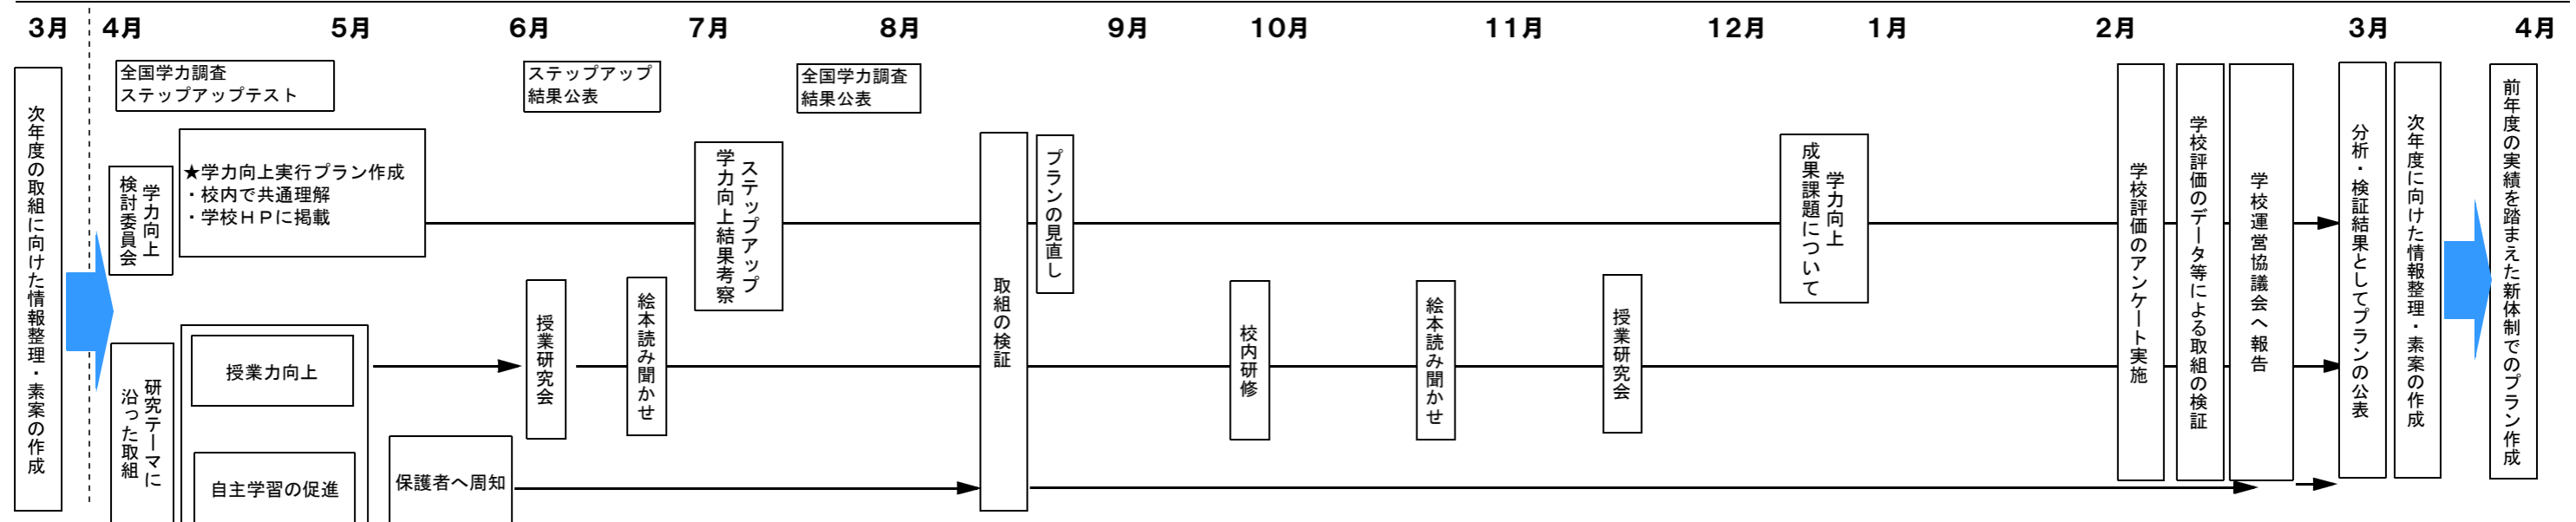 3月
4月
5月
6月
7月
8月
9月
10月
11月
12月
1月
2月
3月
4月
次年度の取組に向けた情報整理・素案の作成
全国学力調査
ステップアップテスト
ステップアップ
結果公表
全国学力調査
結果公表
学力向上
検討委員会
★学力向上実行プラン作成
・校内で共通理解
・学校HPに掲載
ステップアップ
学力向上結果考察
取組の検証
プランの見直し
学力向上
成果課題について
学校評価のアンケート実施
学校評価のデータ等による取組の検証
学校運営協議会へ報告
分析・検証結果としてプランの公表
次年度に向けた情報整理・素案の作成
前年度の実績を踏まえた新体制でのプラン作成
研究テーマに
沿った取組
授業力向上
授業研究会
絵本読み聞かせ
校内研修
絵本読み聞かせ
授業研究会
自主学習の促進
保護者へ周知